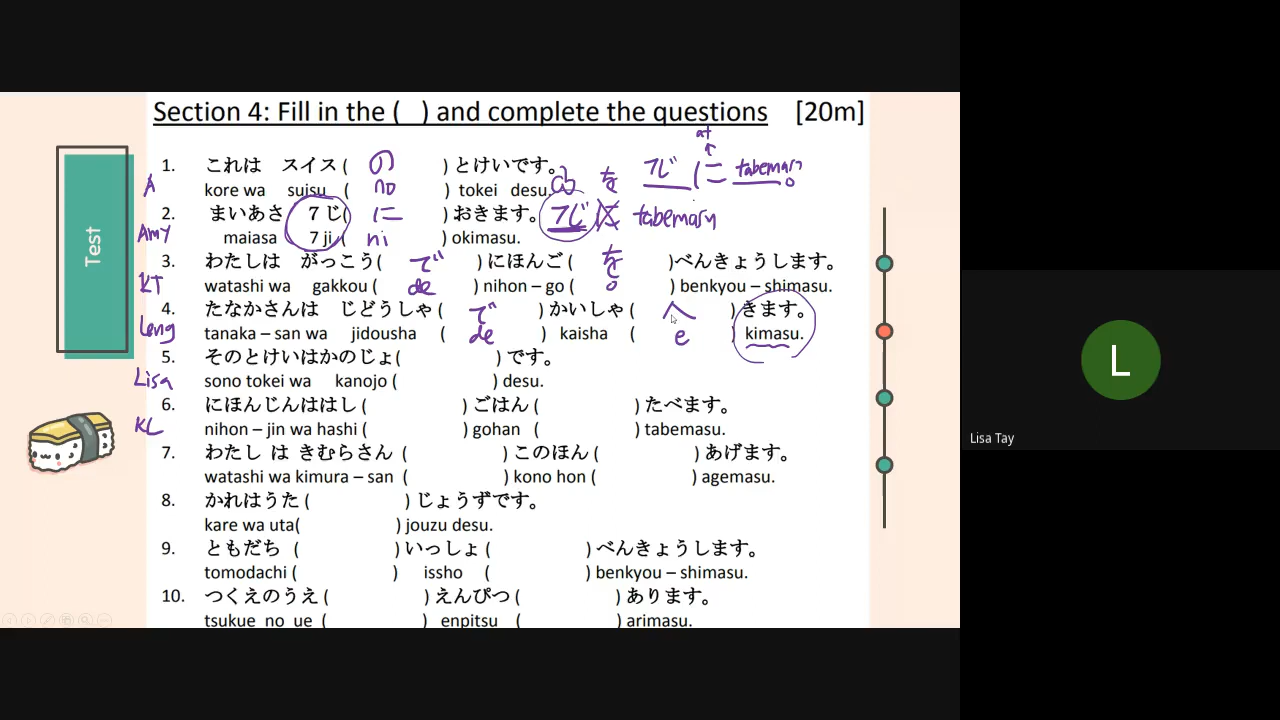 Section 4: Fill in the ( ) and complete the questions [20m]
Test
at
1. これは スイス ( の ) とけいです。
A kore wa suisu ( no ) tokei desu.
を 7じ に tabemasu。
2. まいあさ 7じ( に ) おきます。 7じ は tabemasu
Amy maiasa 7 ji ( ni ) okimasu.
3. わたしは がっこう( で )にほんご ( を )べんきょうします。
KT watashi wa gakkou ( de ) nihon – go ( o ) benkyou – shimasu.
4. たなかさんは じどうしゃ ( で ) かいしゃ ( へ ) きます。
Leng tanaka – san wa jidousha ( de ) kaisha ( e ) kimasu.
5. そのとけいはかのじょ( ) です。
Lisa sono tokei wa kanojo ( ) desu.
6. にほんじんははし ( ) ごはん ( ) たべます。
KL nihon – jin wa hashi ( ) gohan ( ) tabemasu.
7. わたし は きむらさん ( ) このほん ( ) あげます。
watashi wa kimura – san ( ) kono hon ( ) agemasu.
8. かれはうた ( ) じょうずです。
kare wa uta( ) jouzu desu.
9. ともだち ( ) いっしょ ( ) べんきょうします。
tomodachi ( ) issho ( ) benkyou – shimasu.
10. つくえのうえ ( ) えんぴつ ( ) あります。
tsukue no ue ( ) enpitsu ( ) arimasu.
L
Lisa Tay